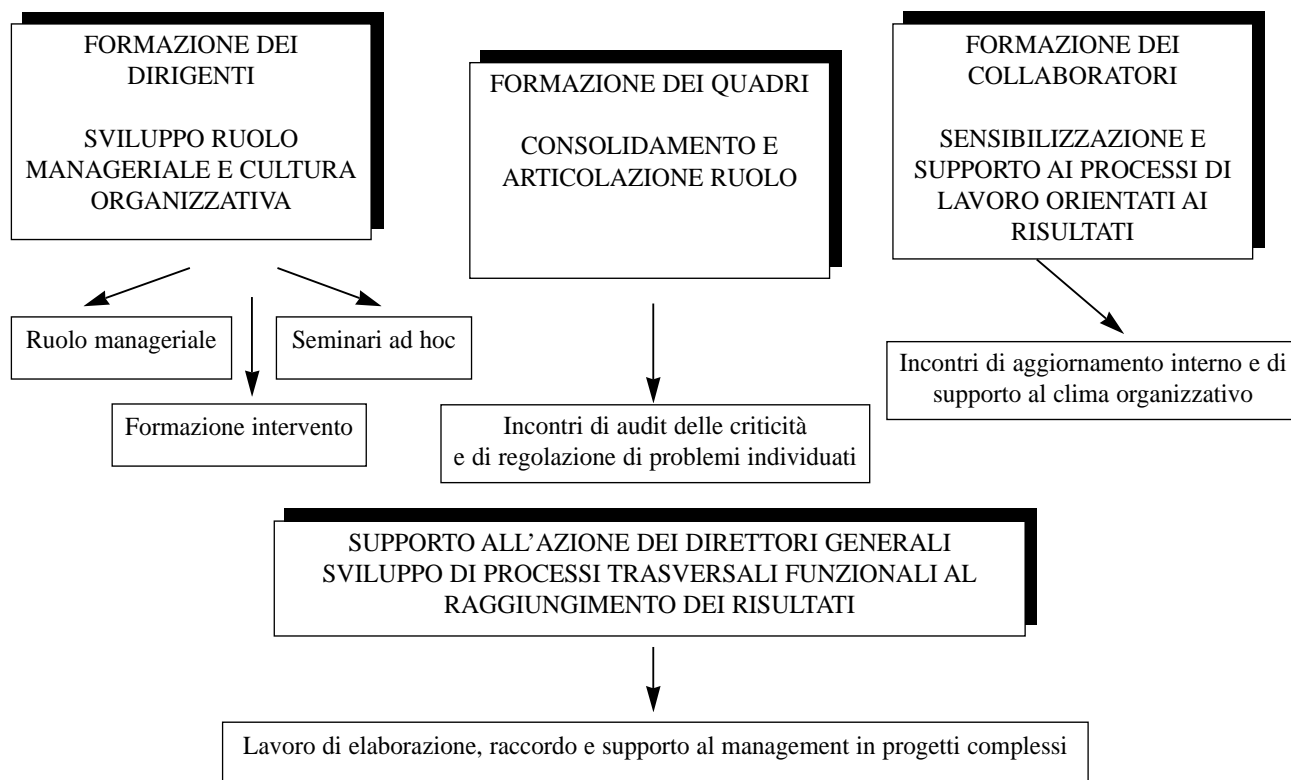 FORMAZIONE DEI
DIRIGENTI
SVILUPPO RUOLO
MANAGERIALE E CULTURA
ORGANIZZATIVA
FORMAZIONE DEI QUADRI
CONSOLIDAMENTO E
ARTICOLAZIONE RUOLO
FORMAZIONE DEI
COLLABORATORI
SENSIBILIZZAZIONE E
SUPPORTO AI PROCESSI DI
LAVORO ORIENTATI AI
RISULTATI
Ruolo manageriale
Seminari ad hoc
Formazione intervento
Incontri di audit delle criticità
e di regolazione di problemi individuati
Incontri di aggiornamento interno e di
supporto al clima organizzativo
SUPPORTO ALL'AZIONE DEI DIRETTORI GENERALI
SVILUPPO DI PROCESSI TRASVERSALI FUNZIONALI AL
RAGGIUNGIMENTO DEI RISULTATI
Lavoro di elaborazione, raccordo e supporto al management in progetti complessi